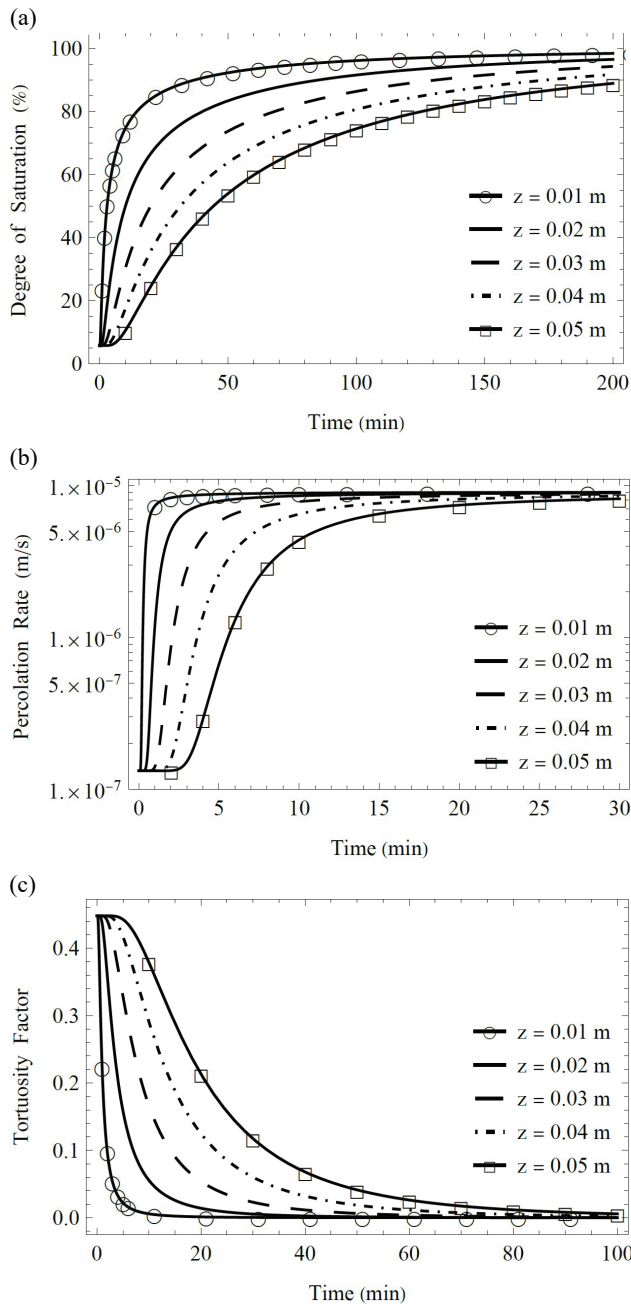 (a)
100
80
60
40
20
0
Degree of Saturation (%)
z = 0.01 m
z = 0.02 m
z = 0.03 m
z = 0.04 m
z = 0.05 m
0 50 100 150 200
Time (min)
(b)
1.×10⁻⁵
5.×10⁻⁶
1.×10⁻⁶
5.×10⁻⁷
1.×10⁻⁷
Percolation Rate (m/s)
z = 0.01 m
z = 0.02 m
z = 0.03 m
z = 0.04 m
z = 0.05 m
0 5 10 15 20 25 30
Time (min)
(c)
0.4
0.3
0.2
0.1
0.0
Tortuosity Factor
z = 0.01 m
z = 0.02 m
z = 0.03 m
z = 0.04 m
z = 0.05 m
0 20 40 60 80 100
Time (min)